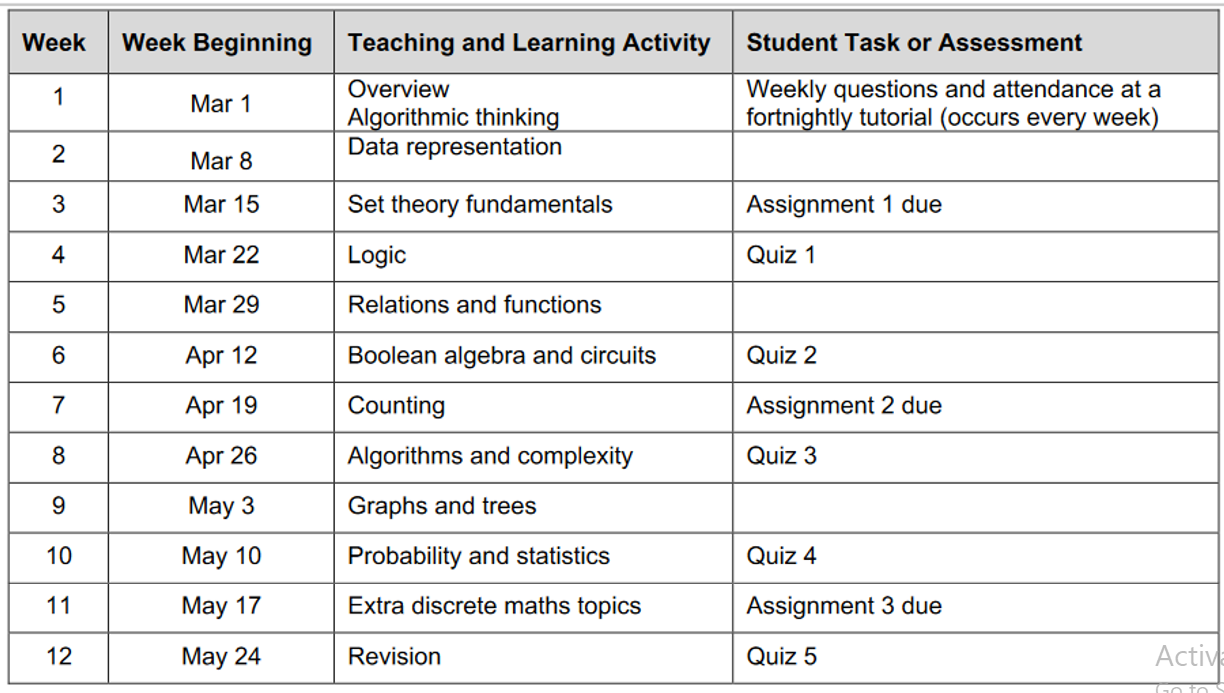 Week Week Beginning Teaching and Learning Activity Student Task or Assessment
1 Mar 1 Overview Weekly questions and attendance at a
Algorithmic thinking fortnightly tutorial (occurs every week)
2 Mar 8 Data representation
3 Mar 15 Set theory fundamentals Assignment 1 due
4 Mar 22 Logic Quiz 1
5 Mar 29 Relations and functions
6 Apr 12 Boolean algebra and circuits Quiz 2
7 Apr 19 Counting Assignment 2 due
8 Apr 26 Algorithms and complexity Quiz 3
9 May 3 Graphs and trees
10 May 10 Probability and statistics Quiz 4
11 May 17 Extra discrete maths topics Assignment 3 due
12 May 24 Revision Quiz 5
Activ
Go to S